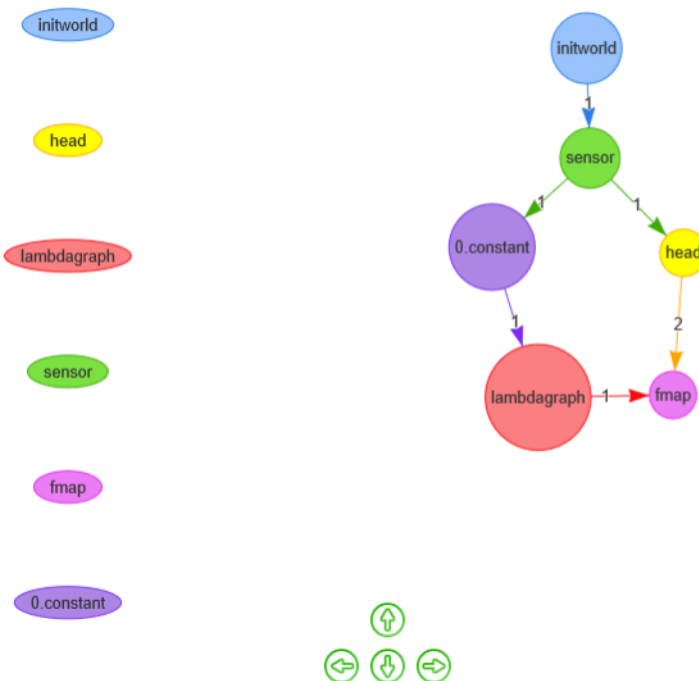 initworld
head
lambdagraph
sensor
fmap
0.constant
initworld
1
sensor
1
1
0.constant
head
1
2
lambdagraph
1
fmap